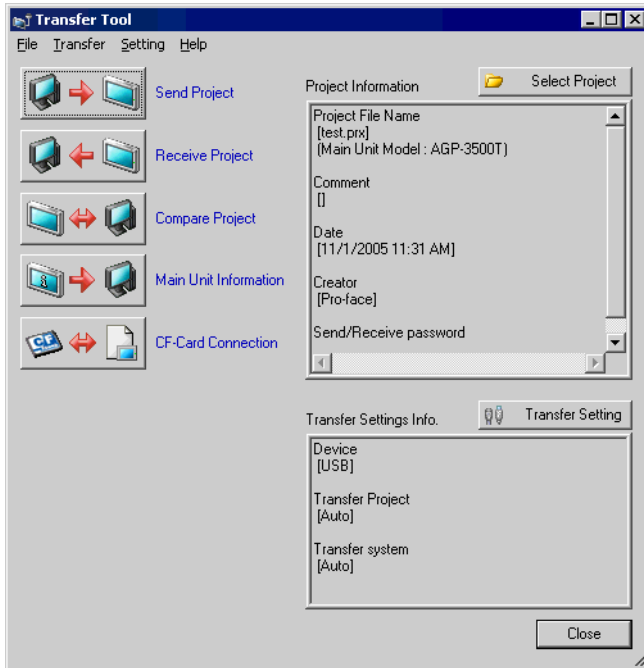 Transfer Tool
File Transfer Setting Help
Send Project
Receive Project
Compare Project
Main Unit Information
CF
CF-Card Connection
Project Information
Select Project
Project File Name
[test.prx]
(Main Unit Model : AGP-3500T)
Comment
[]
Date
[11/1/2005 11:31 AM]
Creator
[Pro-face]
Send/Receive password
Transfer Settings Info.
Transfer Setting
Device
[USB]
Transfer Project
[Auto]
Transfer system
[Auto]
Close